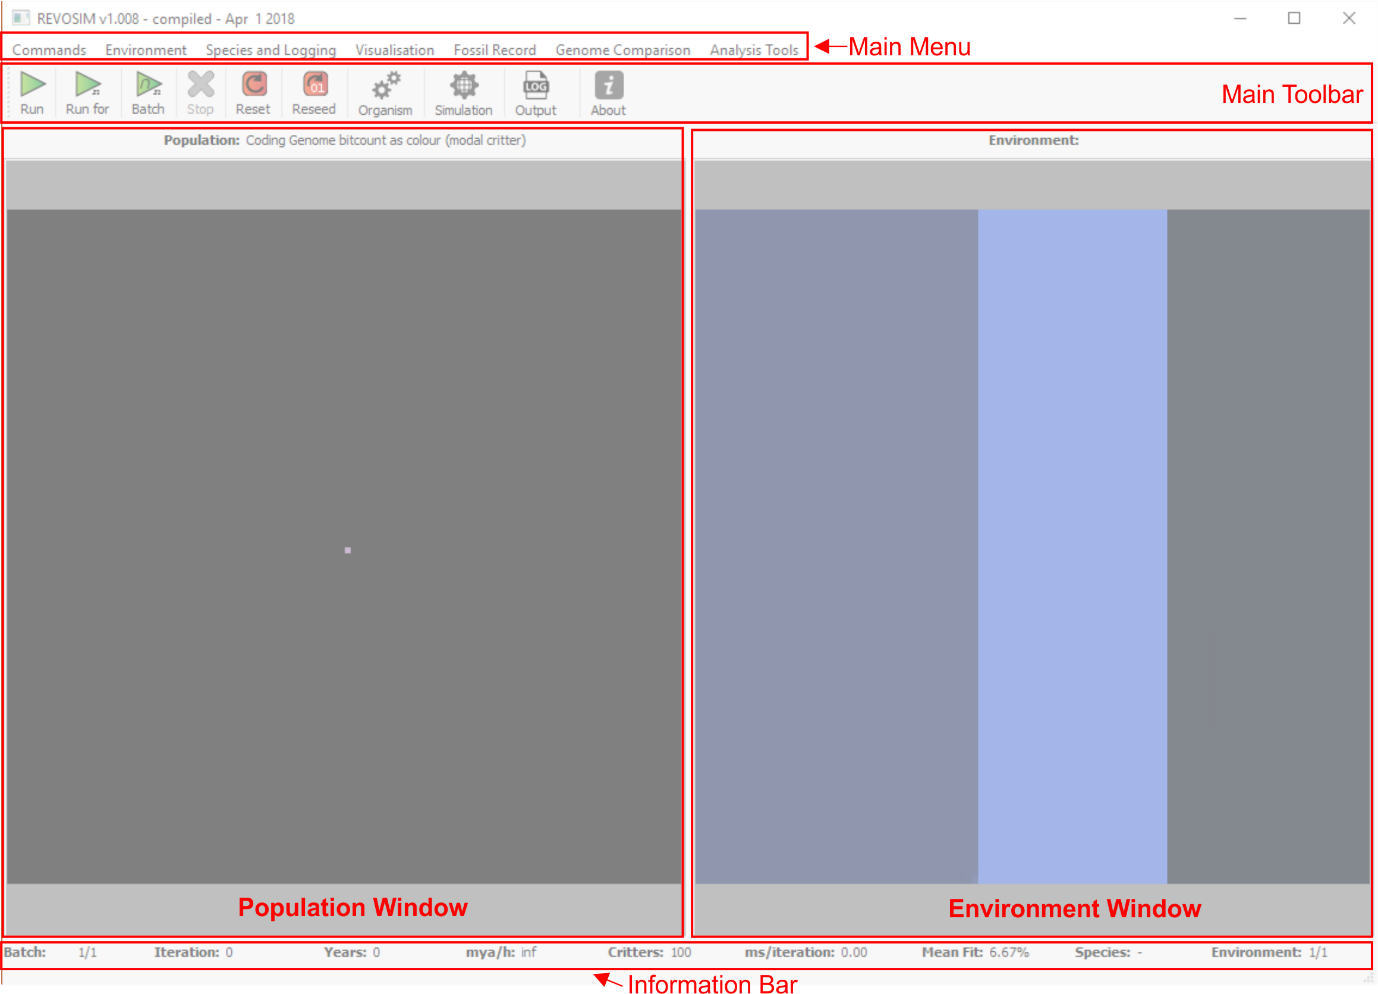 REVOSIM v1.008 - compiled - Apr 1 2018
Commands Environment Species and Logging Visualisation Fossil Record Genome Comparison Analysis Tools
Main Menu
Run Run for Batch Stop Reset Reseed Organism Simulation Output About
01
LOG
Main Toolbar
Population: Coding Genome bitcount as colour (modal critter)
Environment:
Population Window
Environment Window
Batch: 1/1 Iteration: 0 Years: 0 mya/h: inf Critters: 100 ms/iteration: 0.00 Mean Fit: 6.67% Species: - Environment: 1/1
Information Bar